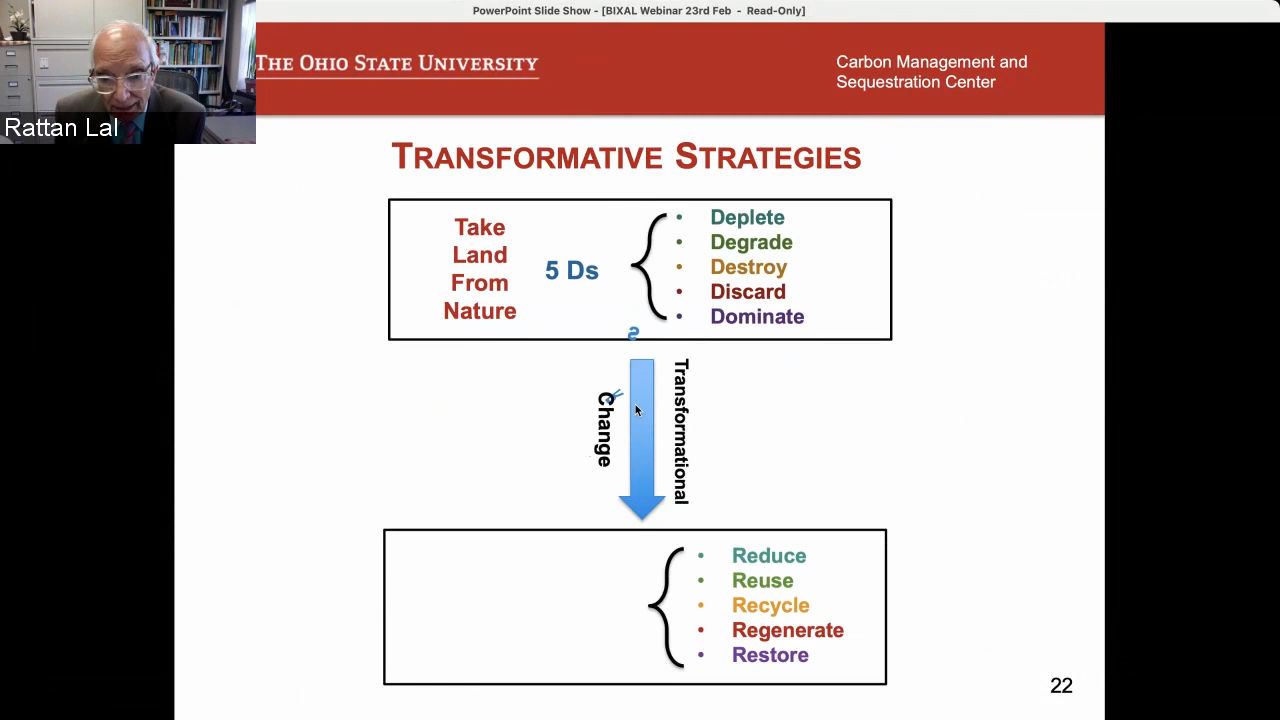 PowerPoint Slide Show - [BIXAL Webinar 23rd Feb - Read-Only]
THE OHIO STATE UNIVERSITY
Carbon Management and
Sequestration Center
Rattan Lal
TRANSFORMATIVE STRATEGIES
Take
Land
From
Nature
5 Ds
• Deplete
• Degrade
• Destroy
• Discard
• Dominate
Transformational
Change
• Reduce
• Reuse
• Recycle
• Regenerate
• Restore
22